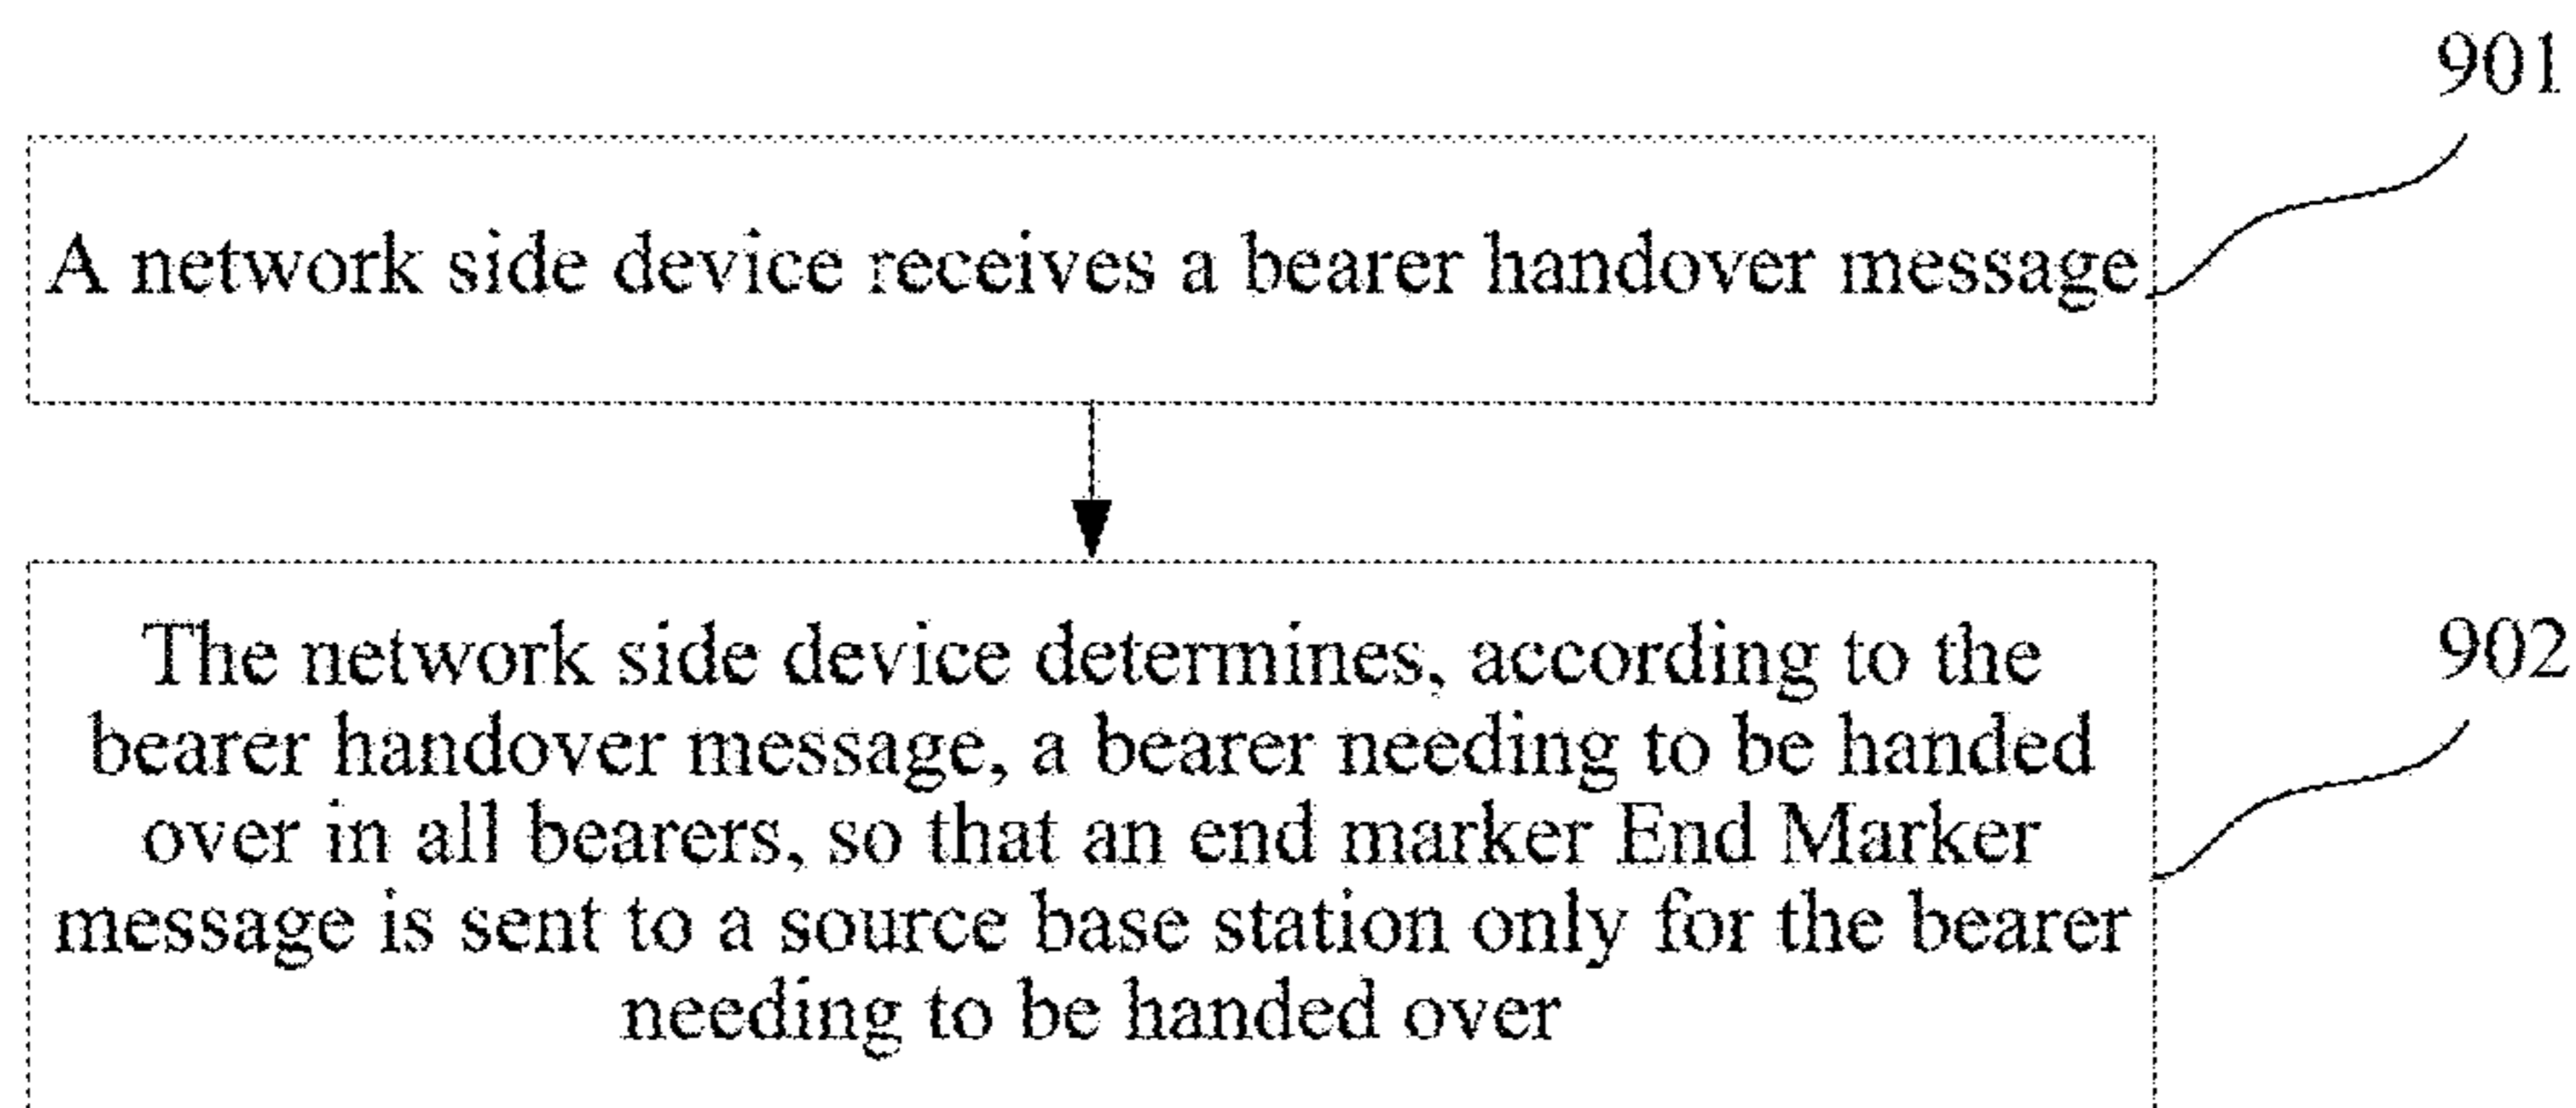 901
A network side device receives a bearer handover message
The network side device determines, according to the
902
bearer handover message, a bearer needing to be handed
over in all bearers, so that an end marker End Marker
message is sent to a source base station only for the bearer
needing to be handed over